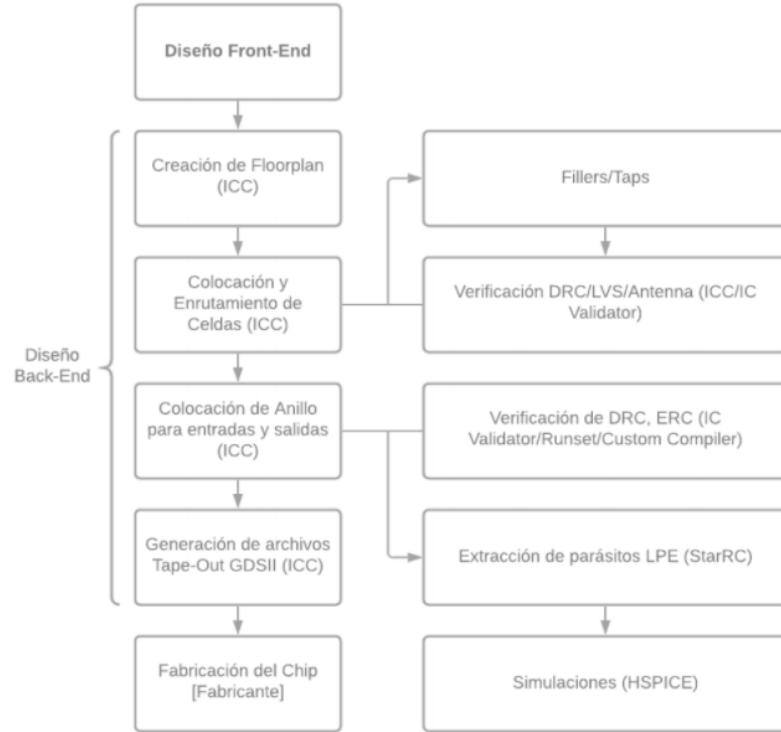 Diseño Front-End
Creación de Floorplan
(ICC)
Fillers/Taps
Colocación y
Enrutamiento de
Celdas (ICC)
Verificación DRC/LVS/Antenna (ICC/IC
Validator)
Diseño
Back-End
Colocación de Anillo
para entradas y salidas
(ICC)
Verificación de DRC, ERC (IC
Validator/Runset/Custom Compiler)
Generación de archivos
Tape-Out GDSII (ICC)
Extracción de parásitos LPE (StarRC)
Fabricación del Chip
[Fabricante]
Simulaciones (HSPICE)